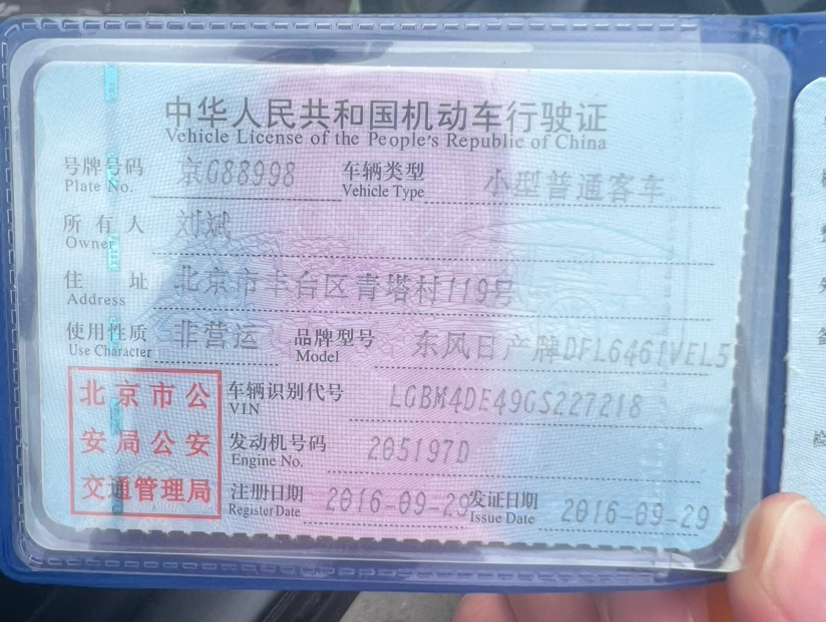 中华人民共和国机动车行驶证
Vehicle License of the People's Republic of China
号牌号码 京G88998 车辆类型 小型普通客车
Plate No. Vehicle Type
所有人 刘斌
Owner
住址 北京市丰台区青塔村119号
Address
使用性质 非营运 品牌型号 东风日产牌DFL6461VEL5
Use Character Model
北京市公
安局公安
交通管理局
车辆识别代号 LGBM4DE49GS227218
VIN
发动机号码 205197D
Engine No.
注册日期 2016-09-29 发证日期 2016-09-29
Register Date Issue Date